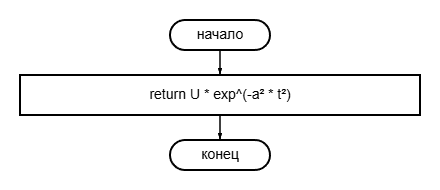 начало
return U * exp^(-a² * t²)
конец